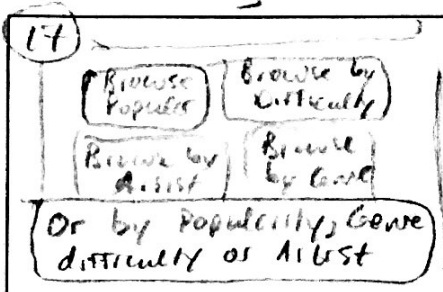 17
Browse Popular
Browse by Difficulty
Browse by Artist
Browse by Genre
Or by Popularity, Genre
difficulty or Artist